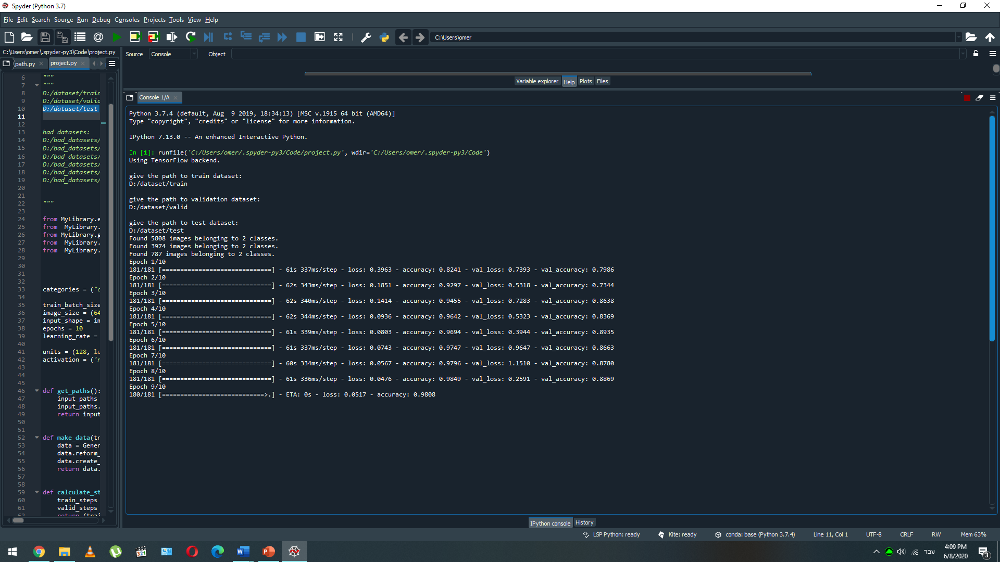 Spyder (Python 3.7)
File Edit Search Source Run Debug Consoles Projects Tools View Help
C:\Users\omer
C:\Users\omer\.spyder-py3\Code\project.py
path.py
project.py
Source Console Object
Variable explorer Help Plots Files
6 """
7 """
8 D:/dataset/train
9 D:/dataset/valid
10 D:/dataset/test
11
12
13 bad datasets:
14 D:/bad_datasets/
15 D:/bad_datasets/
16 D:/bad_datasets/
17 D:/bad_datasets/
18 D:/bad_datasets/
19 D:/bad_datasets/
20
21
22 """
23
24 from MyLibrary.e
25 from  MyLibrary.
26 from MyLibrary.g
27 from  MyLibrary.
28 from  MyLibrary.
29
30
31
32
33 categories = ("c
34
35 train_batch_size
36 image_size = (64
37 input_shape = im
38 epochs = 10
39 learning_rate =
40
41 units = (128, le
42 activation = ('r
43
44
45
46 def get_paths():
47 input_paths
48 input_paths.
49 return input
50
51
52 def make_data(tr
53 data = Gener
54 data.reform_
55 data.create_
56 return data.
57
58
59 def calculate_st
60 train_steps
61 valid_steps
62 return (trai
Console 1/A
Python 3.7.4 (default, Aug  9 2019, 18:34:13) [MSC v.1915 64 bit (AMD64)]
Type "copyright", "credits" or "license" for more information.
IPython 7.13.0 -- An enhanced Interactive Python.
In [1]: runfile('C:/Users/omer/.spyder-py3/Code/project.py', wdir='C:/Users/omer/.spyder-py3/Code')
Using TensorFlow backend.
give the path to train dataset:
D:/dataset/train
give the path to validation dataset:
D:/dataset/valid
give the path to test dataset:
D:/dataset/test
Found 5808 images belonging to 2 classes.
Found 3974 images belonging to 2 classes.
Found 787 images belonging to 2 classes.
Epoch 1/10
181/181 [==============================] - 61s 337ms/step - loss: 0.3963 - accuracy: 0.8241 - val_loss: 0.7393 - val_accuracy: 0.7986
Epoch 2/10
181/181 [==============================] - 62s 343ms/step - loss: 0.1851 - accuracy: 0.9297 - val_loss: 0.5318 - val_accuracy: 0.7344
Epoch 3/10
181/181 [==============================] - 62s 340ms/step - loss: 0.1414 - accuracy: 0.9455 - val_loss: 0.7283 - val_accuracy: 0.8638
Epoch 4/10
181/181 [==============================] - 62s 344ms/step - loss: 0.0936 - accuracy: 0.9642 - val_loss: 0.5323 - val_accuracy: 0.8369
Epoch 5/10
181/181 [==============================] - 61s 339ms/step - loss: 0.0803 - accuracy: 0.9694 - val_loss: 0.3944 - val_accuracy: 0.8935
Epoch 6/10
181/181 [==============================] - 61s 337ms/step - loss: 0.0743 - accuracy: 0.9747 - val_loss: 0.9647 - val_accuracy: 0.8663
Epoch 7/10
181/181 [==============================] - 60s 334ms/step - loss: 0.0567 - accuracy: 0.9796 - val_loss: 1.1510 - val_accuracy: 0.8780
Epoch 8/10
181/181 [==============================] - 61s 336ms/step - loss: 0.0476 - accuracy: 0.9849 - val_loss: 0.2591 - val_accuracy: 0.8869
Epoch 9/10
180/181 [============================>.] - ETA: 0s - loss: 0.0517 - accuracy: 0.9808
IPython console History
LSP Python: ready Kite: ready conda: base (Python 3.7.4) Line 11, Col 1 UTF-8 CRLF RW Mem 63%
321
עבר
4:09 PM
6/8/2020
3